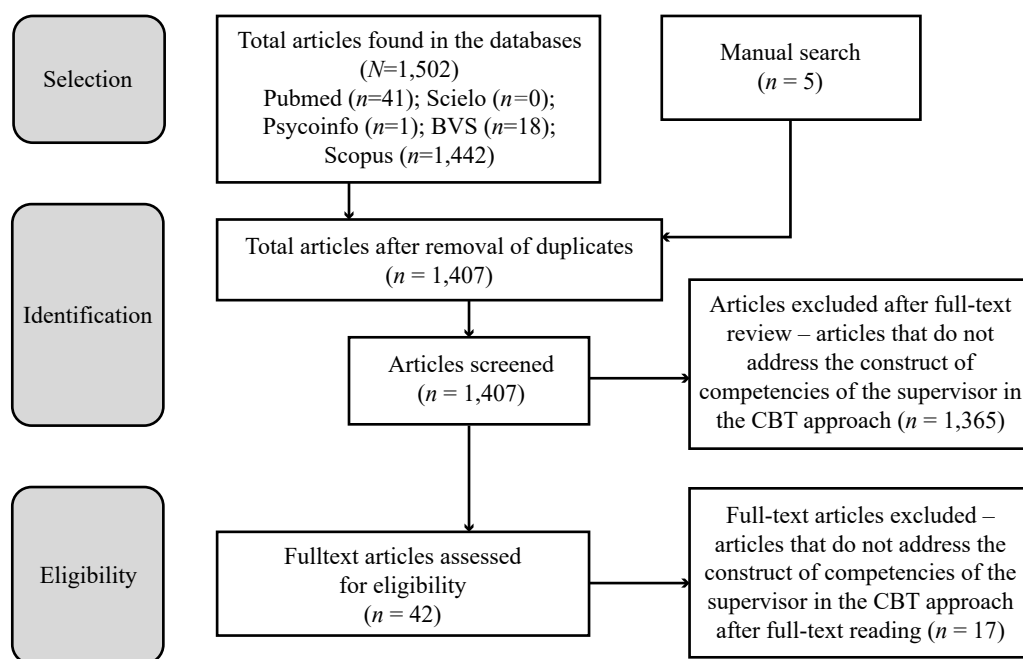 Selection
Total articles found in the databases
(N=1,502)
Pubmed (n=41); Scielo (n=0);
Psycoinfo (n=1); BVS (n=18);
Scopus (n=1,442)
Manual search
(n = 5)
Identification
Total articles after removal of duplicates
(n = 1,407)
Articles screened
(n = 1,407)
Articles excluded after full-text
review – articles that do not
address the construct of
competencies of the supervisor in
the CBT approach (n = 1,365)
Eligibility
Fulltext articles assessed
for eligibility
(n = 42)
Full-text articles excluded –
articles that do not address the
construct of competencies of the
supervisor in the CBT approach
after full-text reading (n = 17)